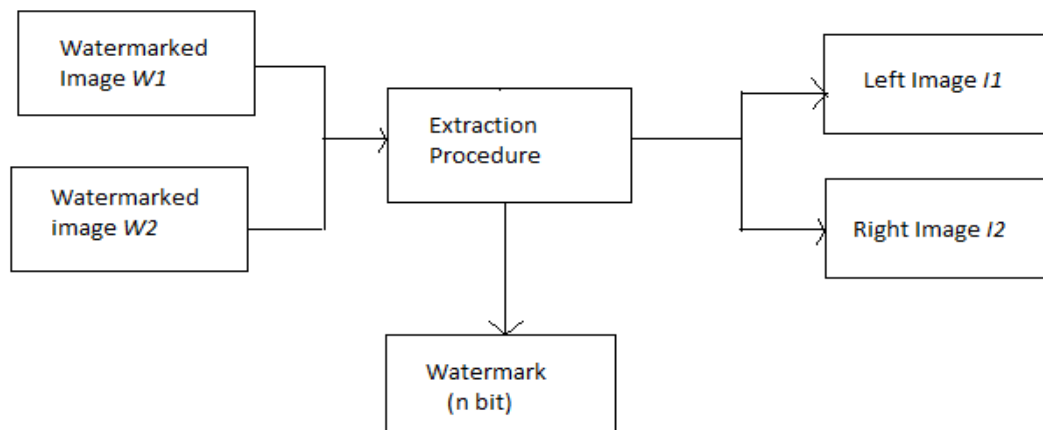 Watermarked
Image W1
Watermarked
image W2
Extraction
Procedure
Left Image I1
Right Image I2
Watermark
(n bit)